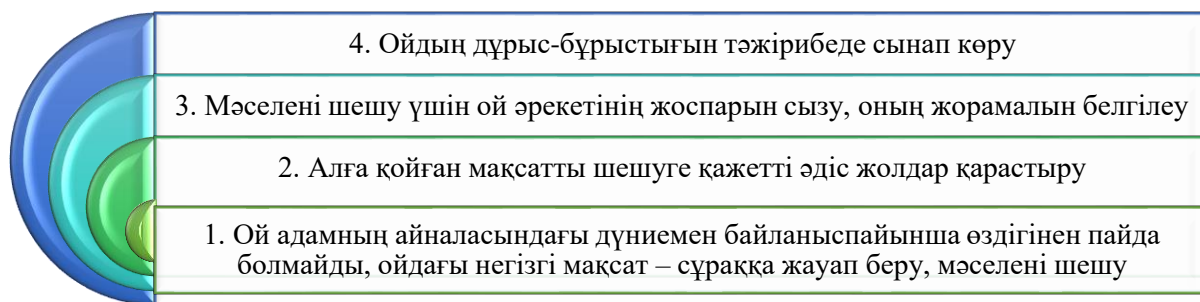 4. Ойдың дұрыс-бұрыстығын тәжірибеде сынап көру
3. Мәселені шешу үшін ой әрекетінің жоспарын сызу, оның жорамалын белгілеу
2. Алға қойған мақсатты шешуге қажетті әдіс жолдар қарастыру
1. Ой адамның айналасындағы дүниемен байланыспайынша өздігінен пайда
болмайды, ойдағы негізгі мақсат – сұраққа жауап беру, мәселені шешу